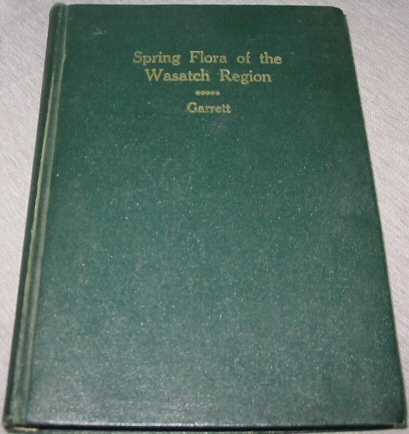 Spring Flora of the
Wasatch Region
Garrett